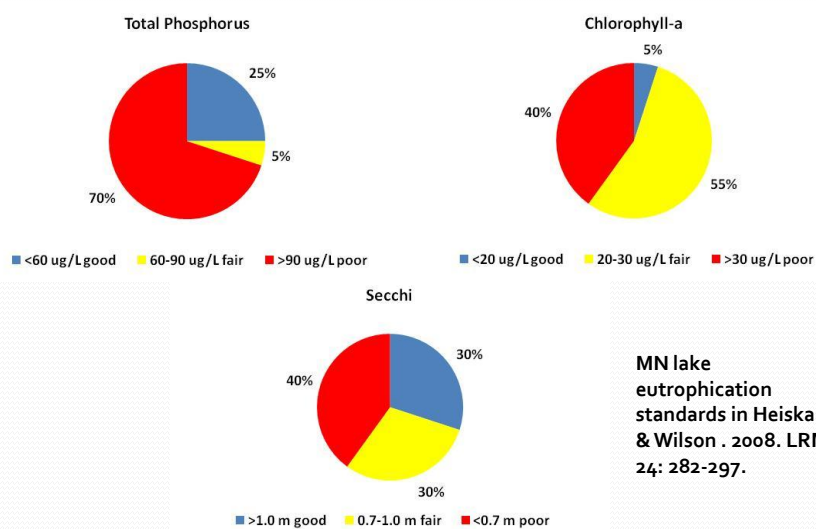 Total Phosphorus
25%
5%
70%
<60 ug/L good 60-90 ug/L fair >90 ug/L poor
Chlorophyll-a
5%
40%
55%
<20 ug/L good 20-30 ug/L fair >30 ug/L poor
Secchi
30%
40%
30%
>1.0 m good 0.7-1.0 m fair <0.7 m poor
MN lake
eutrophication
standards in
& Wilson . 2008.
24: 282-297.